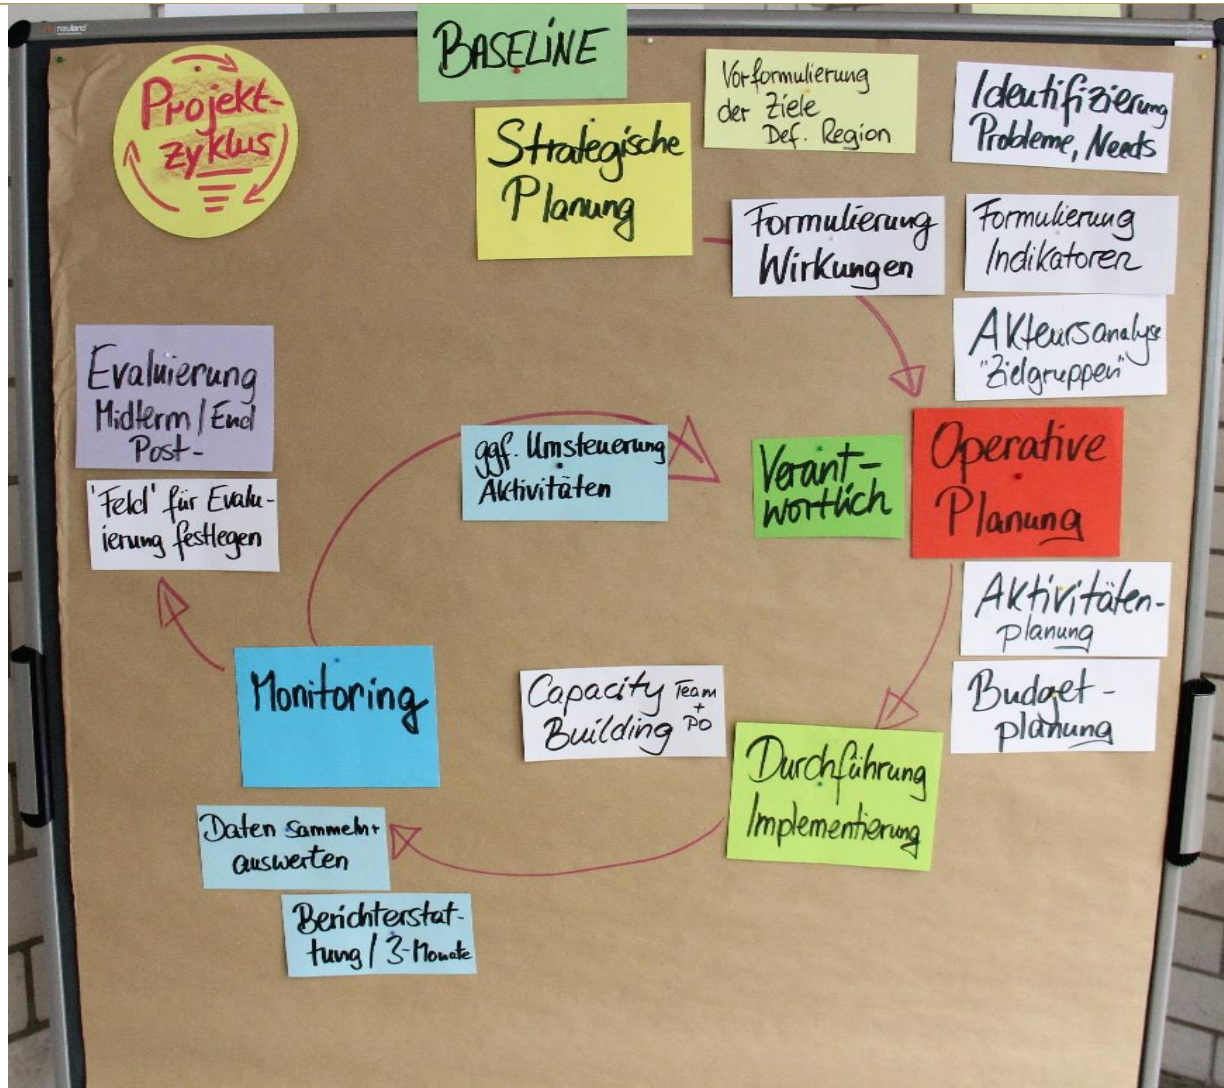 neuland
BASELINE
Projekt-
zyklus
Strategische
Planung
Vorformulierung
der Ziele
Def. Region
Identifizierung
Probleme, Needs
Formulierung
Wirkungen
Formulierung
Indikatoren
Akteursanalyse
"Zielgruppen"
Evaluierung
Midterm / End
Post-
'Feld' für Evalu-
ierung festlegen
ggf. Umsteuerung
Aktivitäten
Verant-
wortlich
Operative
Planung
Aktivitäten-
planung
Budget-
planung
Monitoring
Capacity Team
+
Building PO
Durchführung
Implementierung
Daten sammeln+
auswerten
Berichterstat-
tung / 3-Monate